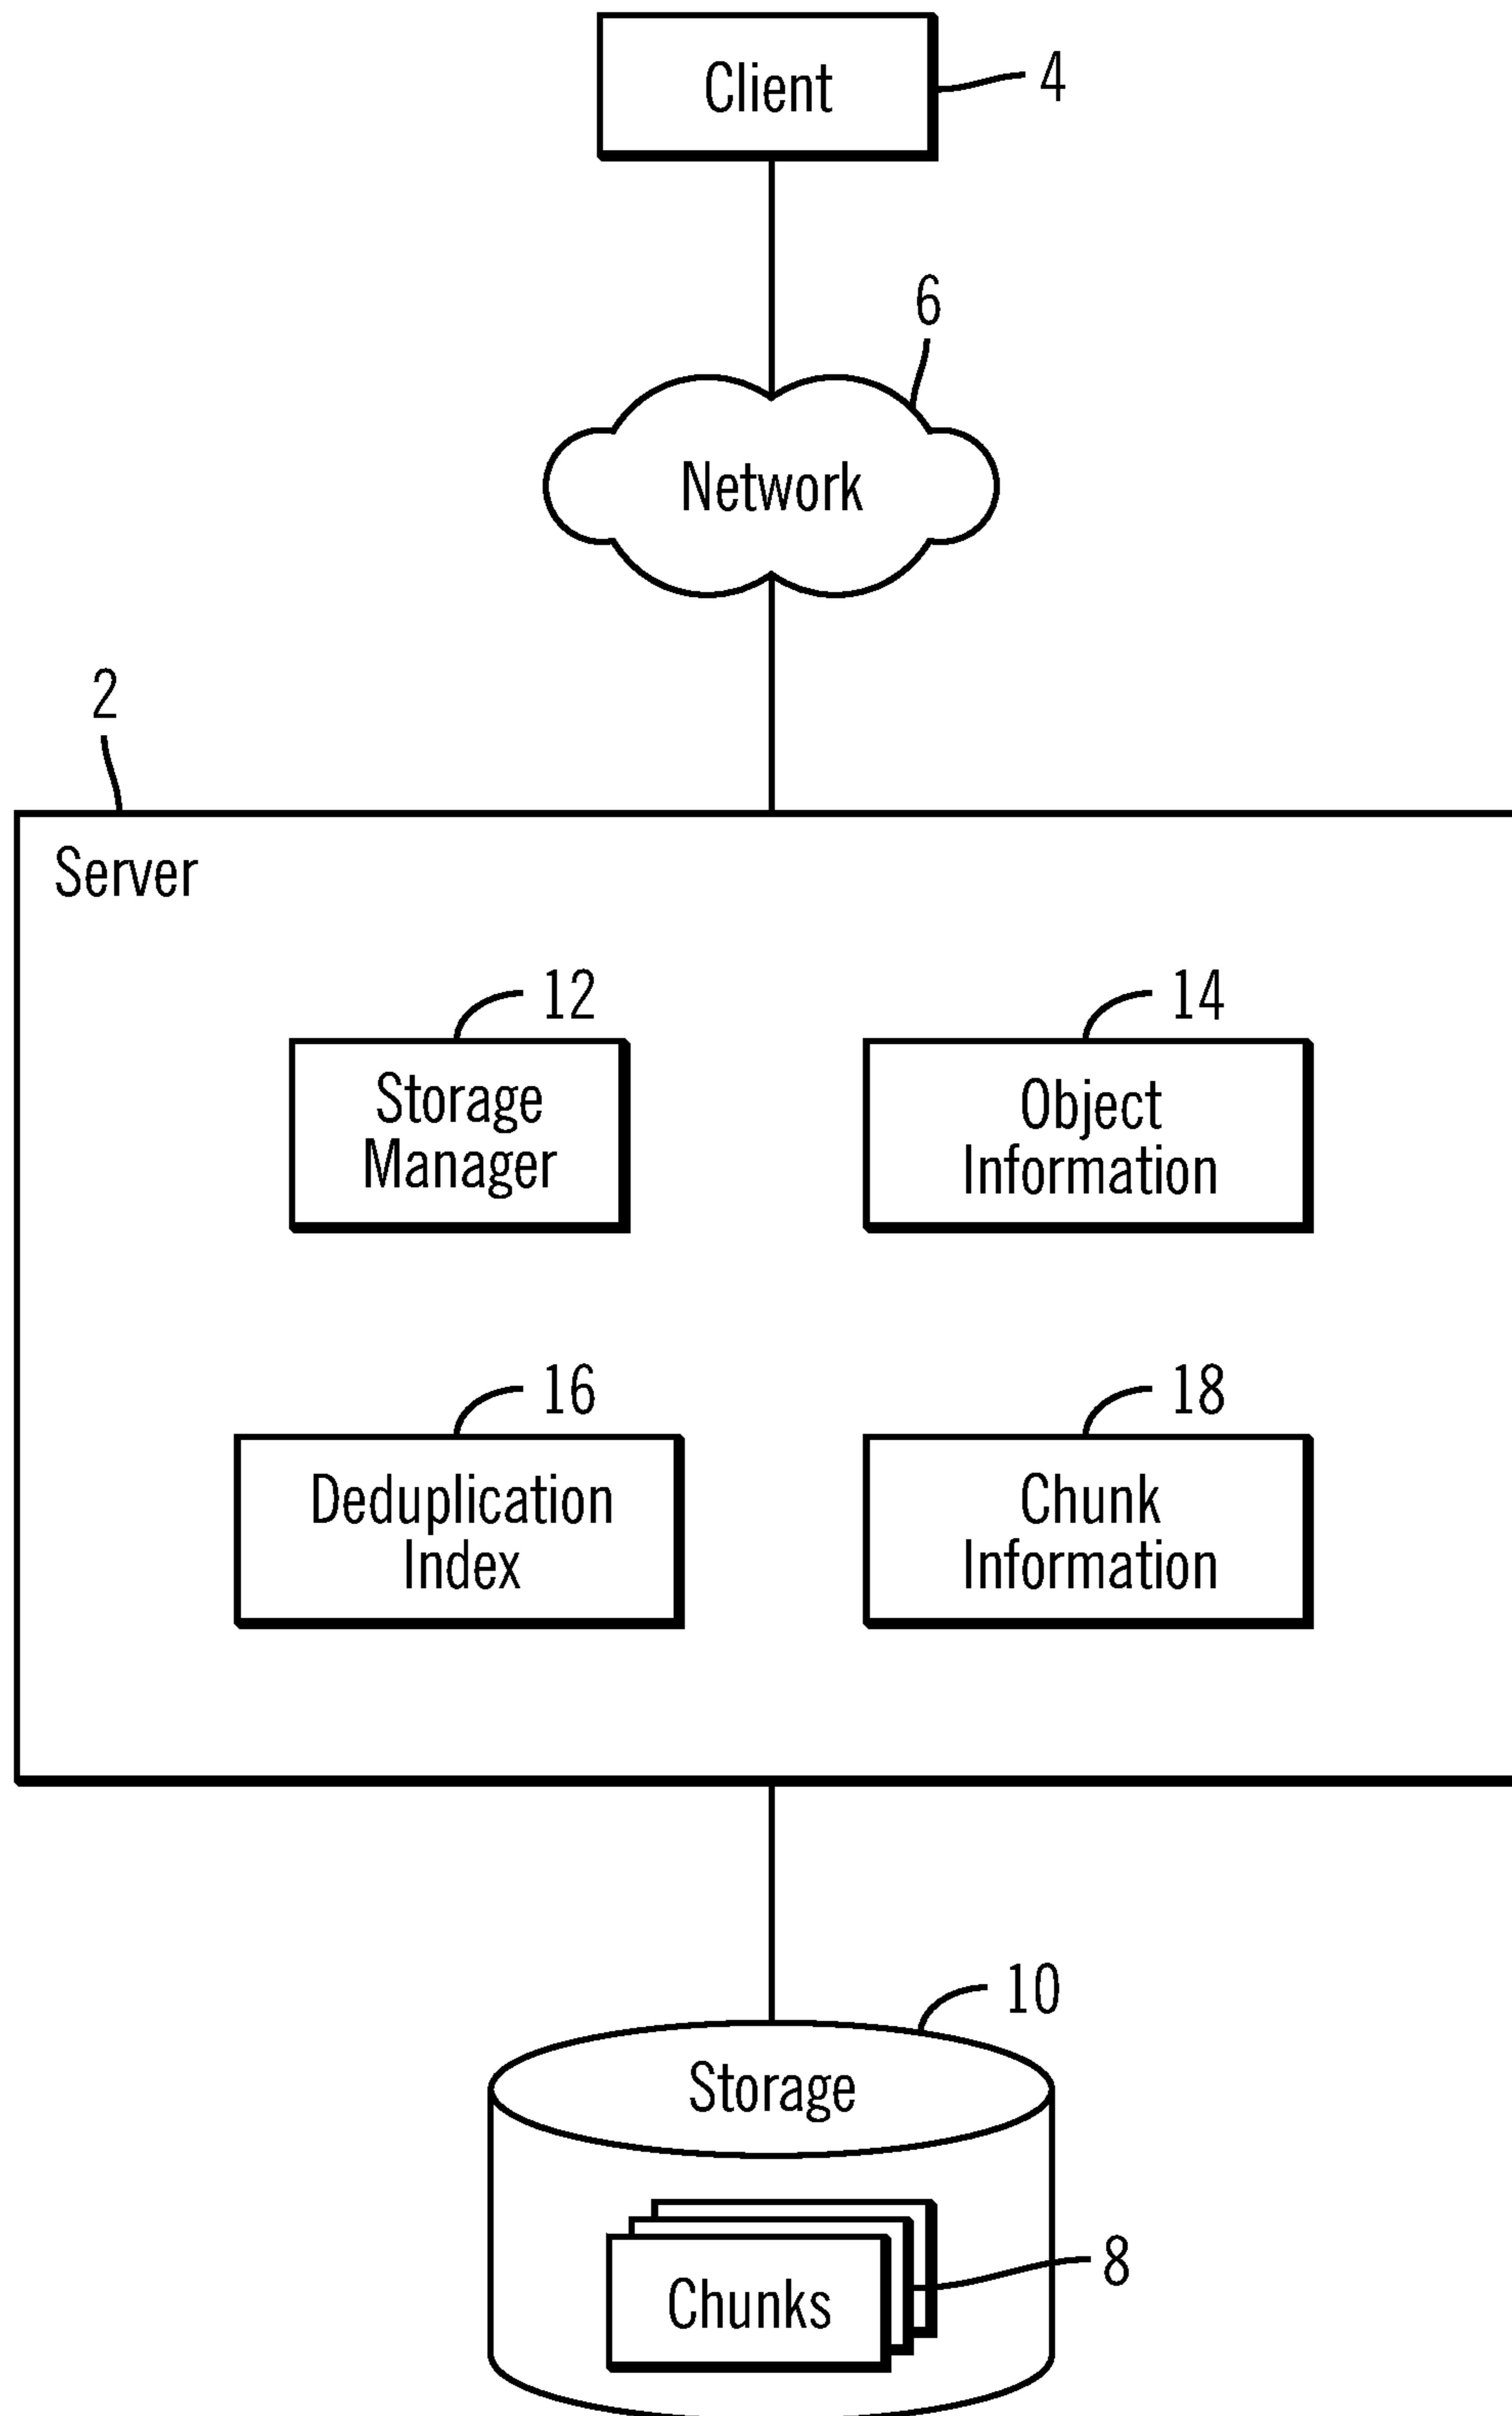 Client
4
6
Network
2
Server
12
14
Storage
Manager
Object
Information
16
18
Deduplication
Index
Chunk
Information
10
Storage
Chunks
8